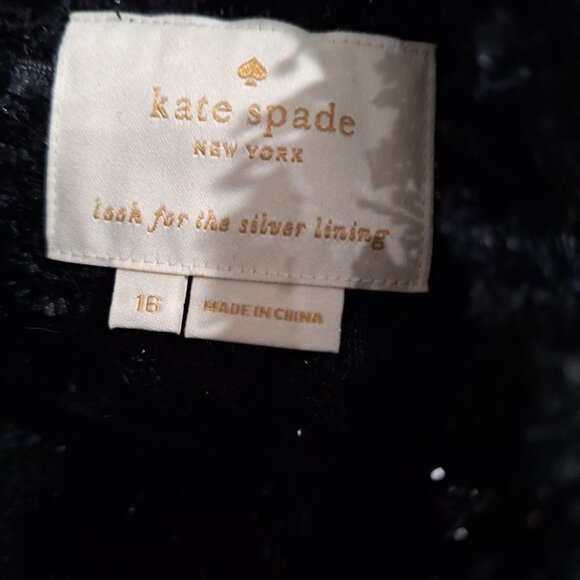 kate spade
NEW YORK
look for the silver lining
16
MADE IN CHINA